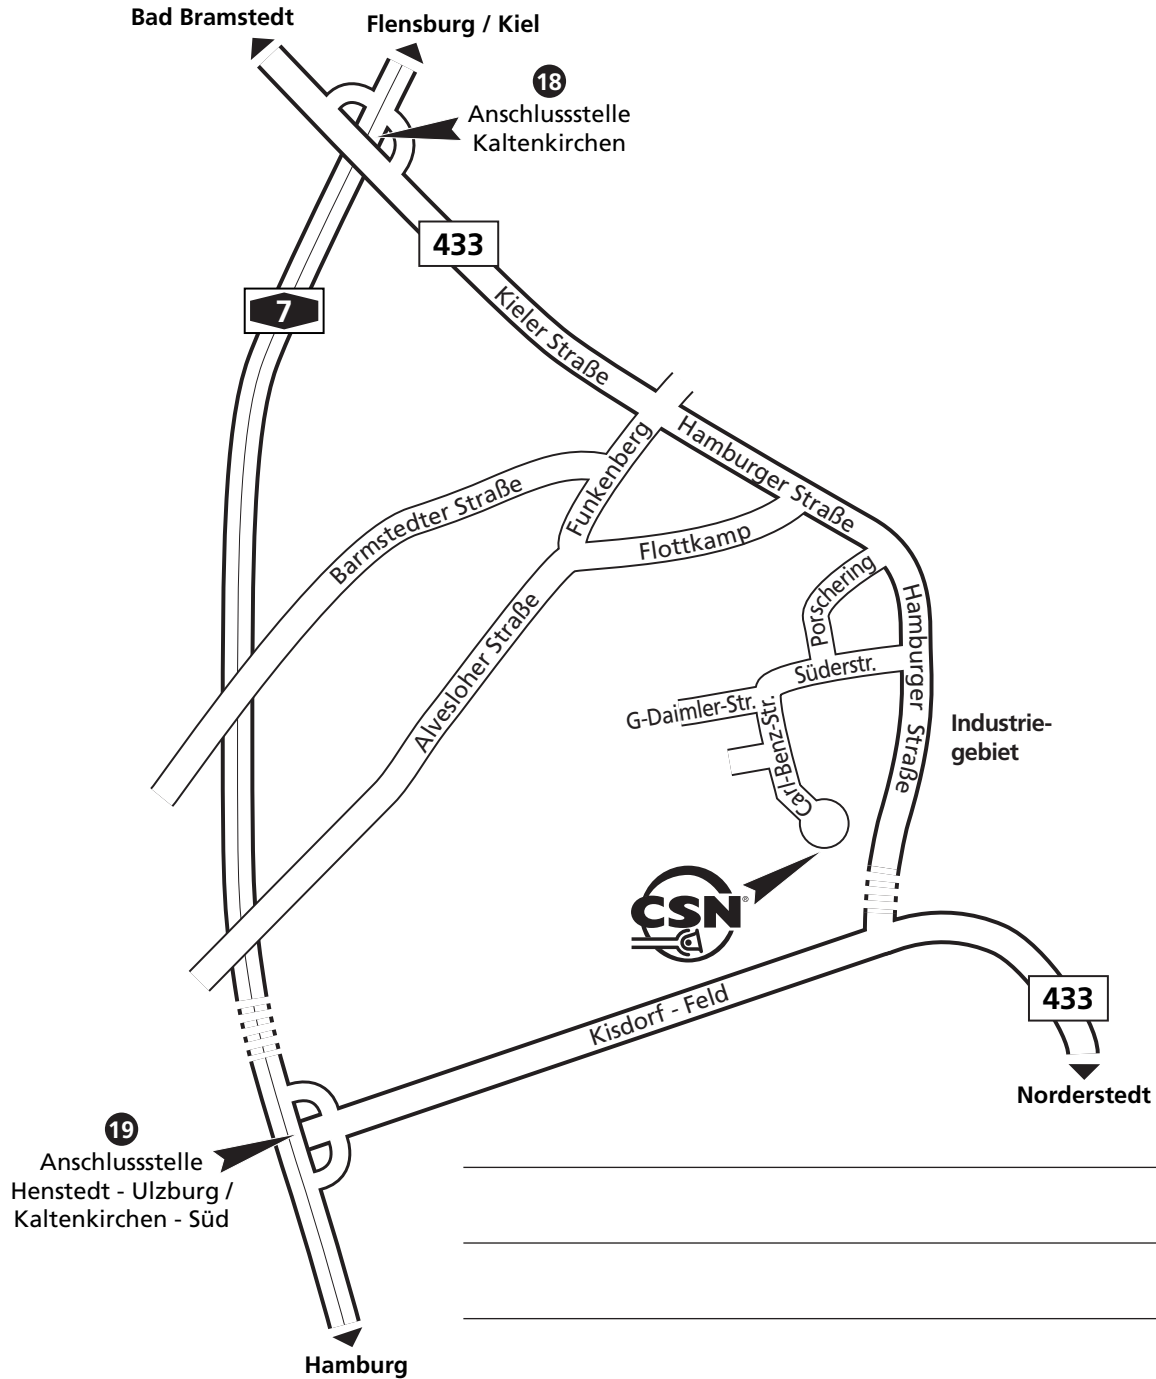 Bad Bramstedt
Flensburg / Kiel
18
Anschlussstelle
Kaltenkirchen
433
7
Kieler Straße
Hamburger Straße
Funkenberg
Barmstedter Straße
Flottkamp
Porschering
Hamburger Straße
Alvesloher Straße
Süderstr.
G-Daimler-Str.
Carl-Benz-Str.
Industrie-
gebiet
CSN®
433
Kisdorf - Feld
Norderstedt
19
Anschlussstelle
Henstedt - Ulzburg /
Kaltenkirchen - Süd
Hamburg